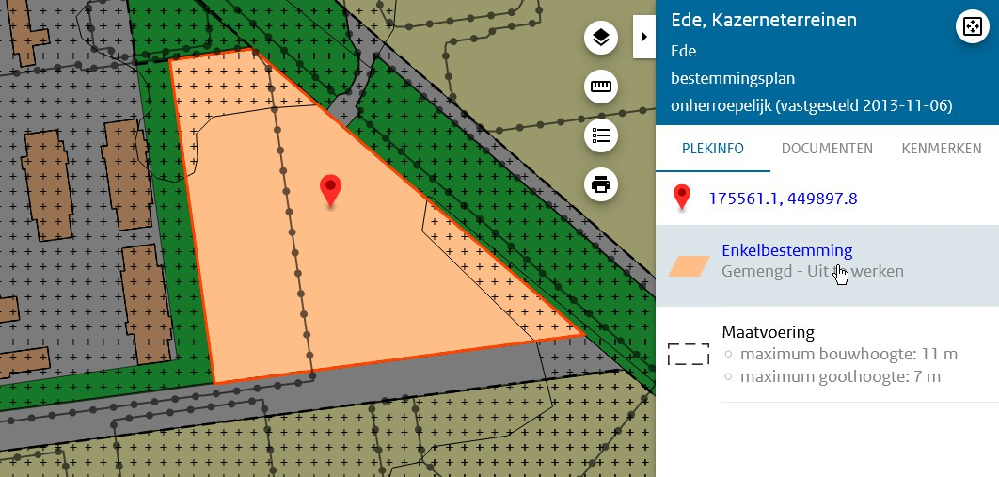 Ede, Kazerneterreinen
Ede
bestemmingsplan
onherroepelijk (vastgesteld 2013-11-06)
PLEKINFO DOCUMENTEN KENMERKEN
175561.1, 449897.8
Enkelbestemming
Gemengd - Uit te werken
Maatvoering
maximum bouwhoogte: 11 m
maximum goothoogte: 7 m